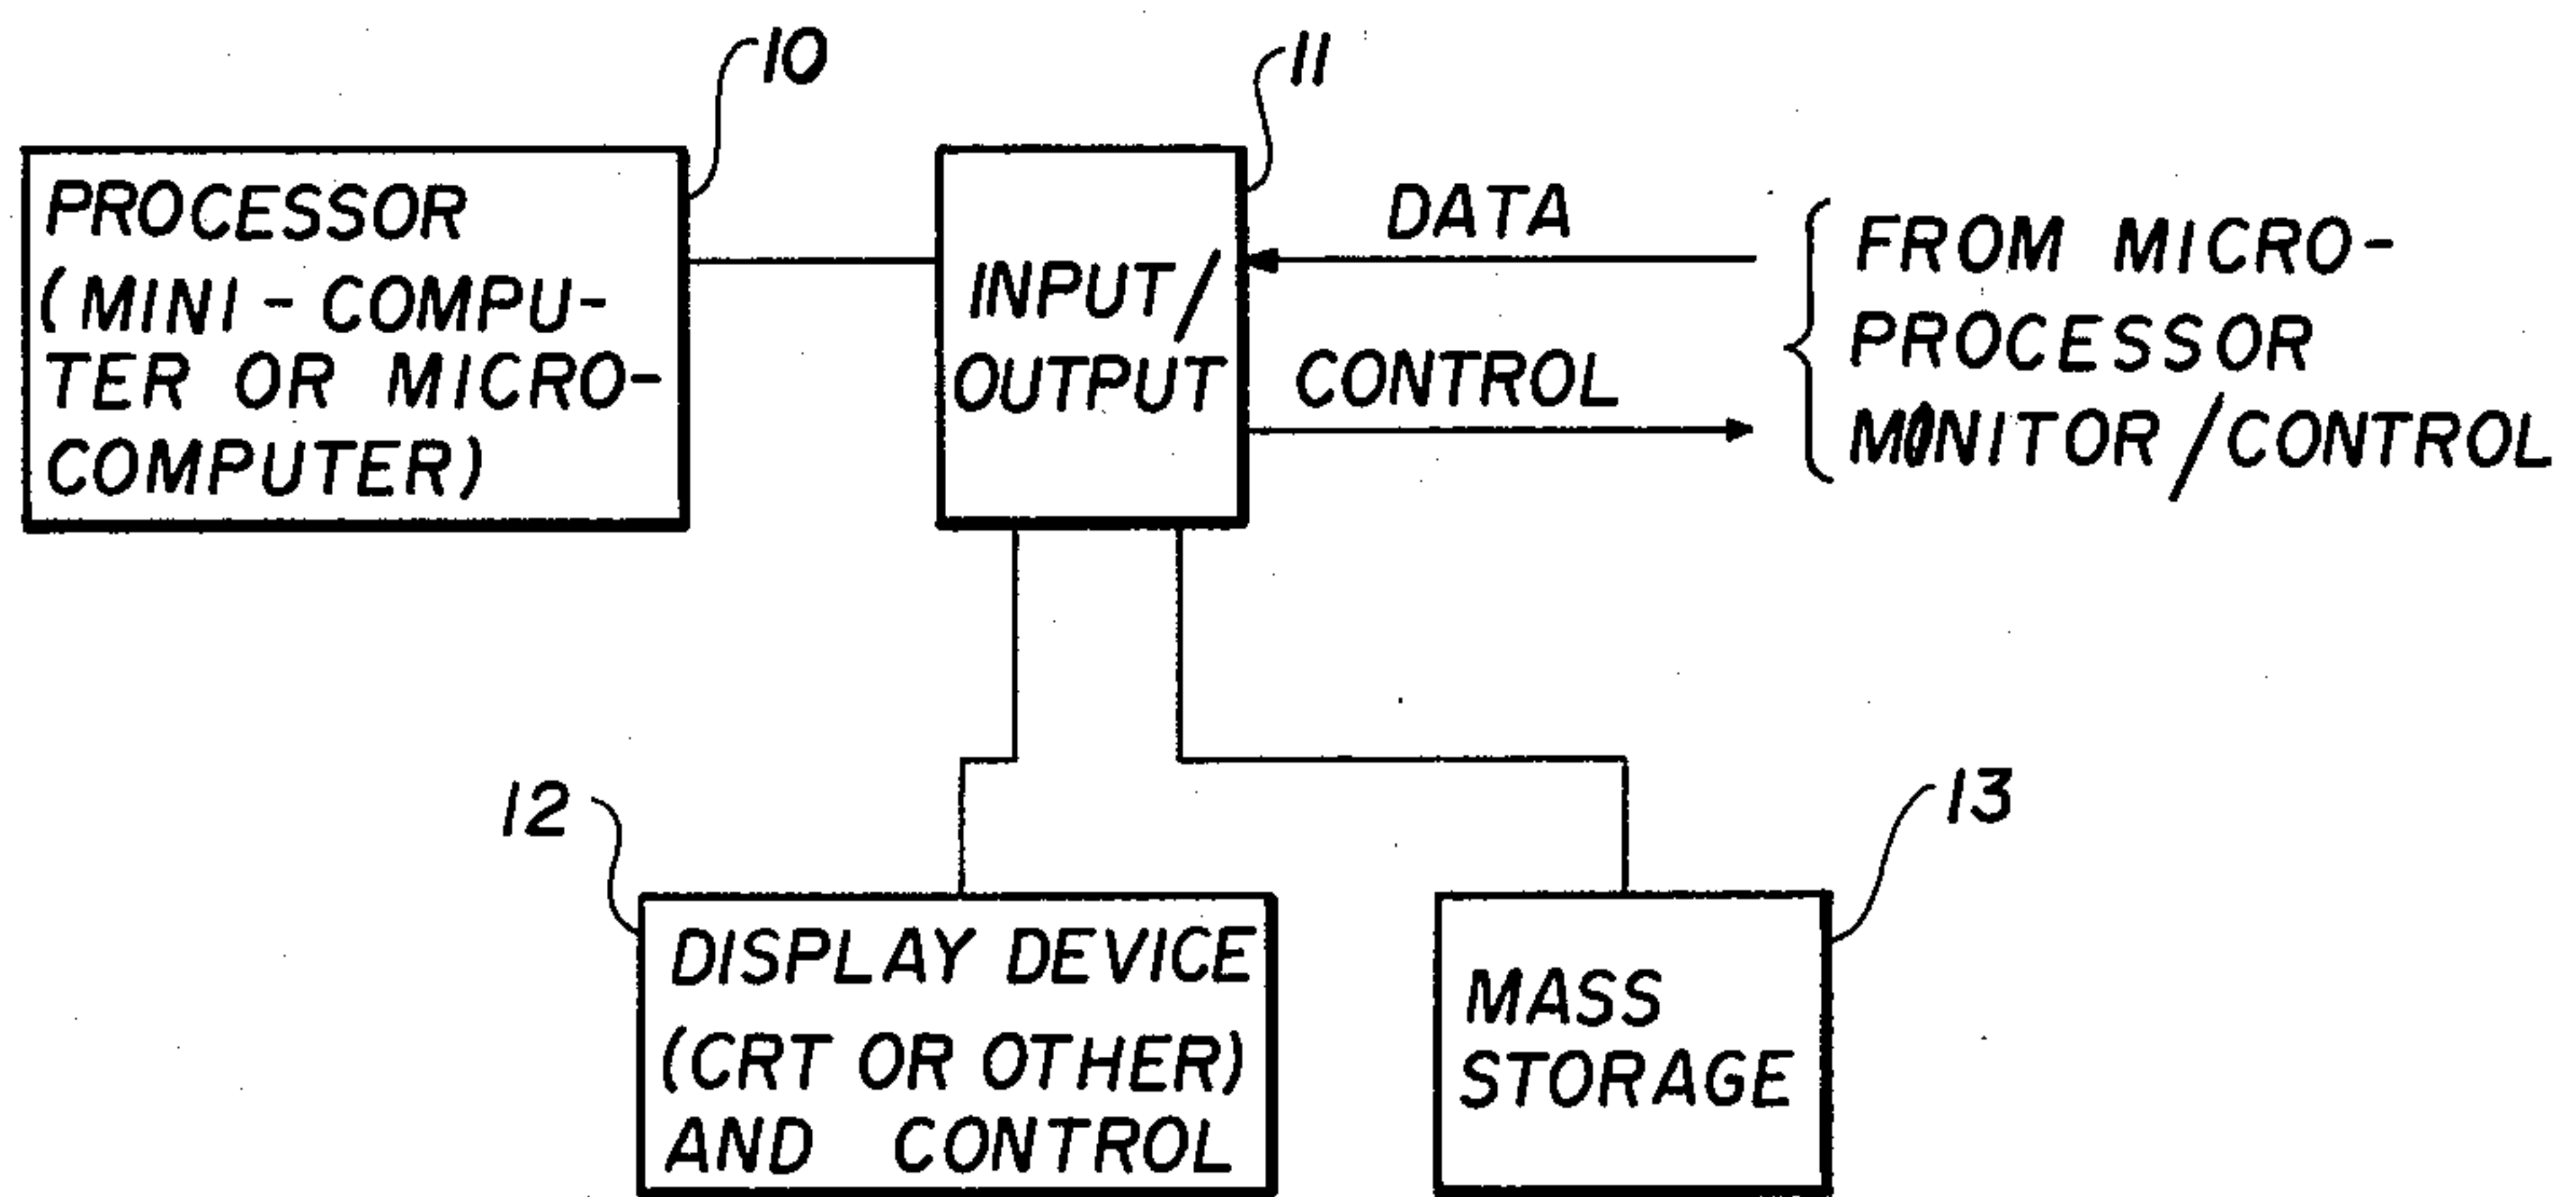 10
11
PROCESSOR
(MINI-COMPU-
TER OR MICRO-
COMPUTER)
INPUT/
OUTPUT
DATA
CONTROL
FROM MICRO-
PROCESSOR
MONITOR/CONTROL
12
DISPLAY DEVICE
(CRT OR OTHER)
AND CONTROL
13
MASS
STORAGE